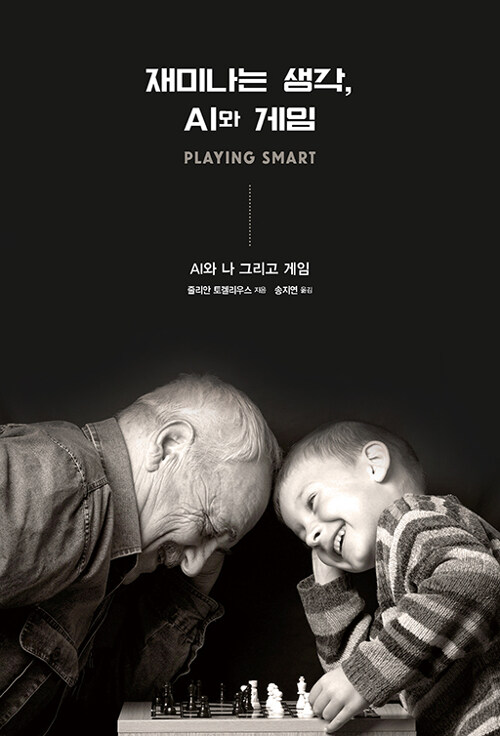 재미나는 생각,
AI와 게임
PLAYING SMART
AI와 나 그리고 게임
줄리안 토겔리우스 지음 송지연 옮김